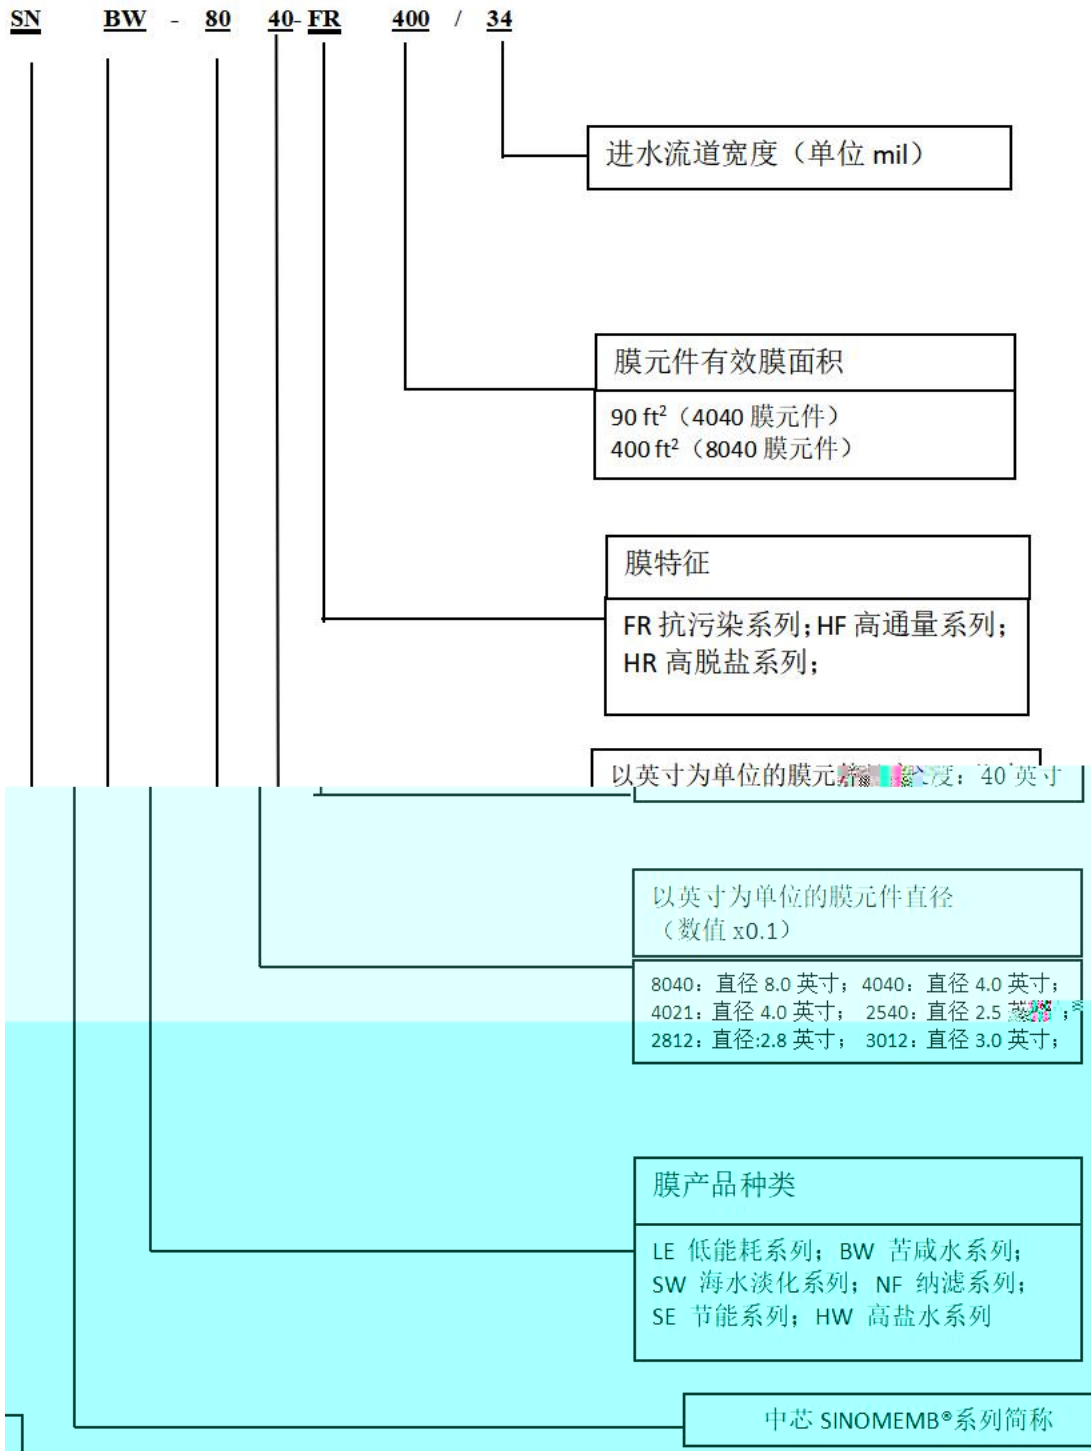 SN BW - 80 40- FR 400 / 34
进水流道宽度（单位 mil）
膜元件有效膜面积
90 ft²（4040 膜元件）
400 ft²（8040 膜元件）
膜特征
FR 抗污染系列；HF 高通量系列；
HR 高脱盐系列；
以英寸为单位的膜元 度：40 英寸
以英寸为单位的膜元件直径
（数值 x0.1）
8040：直径 8.0 英寸；4040：直径 4.0 英寸；
4021：直径 4.0 英寸； 2540：直径 2.5
2812：直径:2.8 英寸； 3012：直径 3.0 英寸；
膜产品种类
LE 低能耗系列；BW 苦咸水系列；
SW 海水淡化系列；NF 纳滤系列；
SE 节能系列；HW 高盐水系列
中芯 SINOMEMB®系列简称